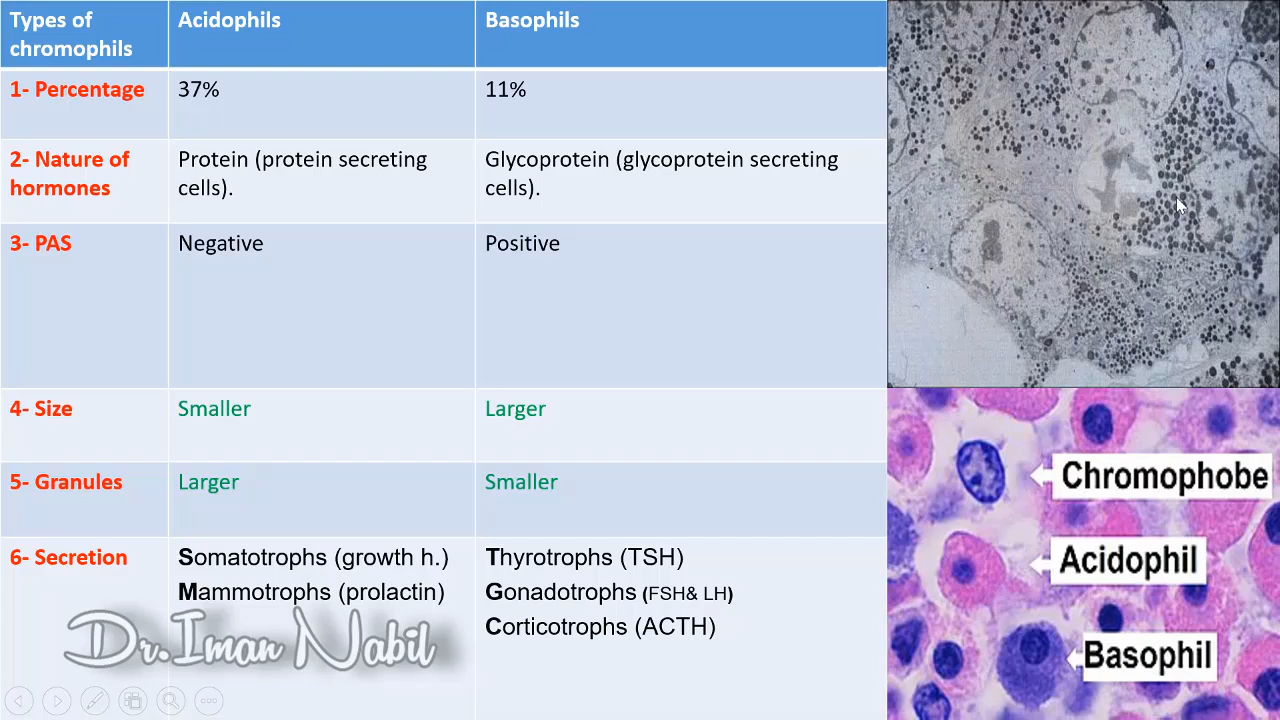 Types of chromophils Acidophils Basophils
1- Percentage 37% 11%
2- Nature of hormones Protein (protein secreting cells). Glycoprotein (glycoprotein secreting cells).
3- PAS Negative Positive
4- Size Smaller Larger
5- Granules Larger Smaller
6- Secretion
Somatotrophs (growth h.)
Mammotrophs (prolactin)
Thyrotrophs (TSH)
Gonadotrophs (FSH& LH)
Corticotrophs (ACTH)
Dr.Iman Nabil
Chromophobe
Acidophil
Basophil